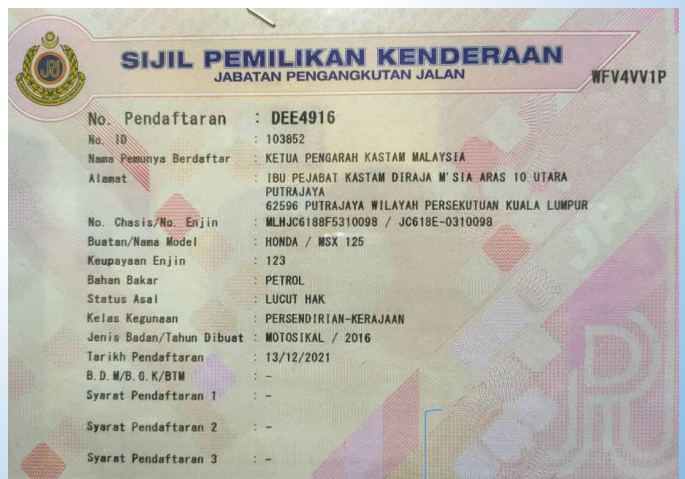 SIJIL PEMILIKAN KENDERAAN
JABATAN PENGANGKUTAN JALAN
WFV4VV1P
No. Pendaftaran : DEE4916
No. ID : 103852
Nama Pemunya Berdaftar : KETUA PENGARAH KASTAM MALAYSIA
Alamat : IBU PEJABAT KASTAM DIRAJA M'SIA ARAS 10 UTARA
PUTRAJAYA
62596 PUTRAJAYA WILAYAH PERSEKUTUAN KUALA LUMPUR
No. Chasis/No. Enjin : MLHJC6188F5310098 / JC618E-0310098
Buatan/Nama Model : HONDA / MSX 125
Keupayaan Enjin : 123
Bahan Bakar : PETROL
Status Asal : LUCUT HAK
Kelas Kegunaan : PERSENDIRIAN-KERAJAAN
Jenis Badan/Tahun Dibuat : MOTOSIKAL / 2016
Tarikh Pendaftaran : 13/12/2021
B.D.M/B.G.K/BTM : -
Syarat Pendaftaran 1 : -
Syarat Pendaftaran 2 : -
Syarat Pendaftaran 3 : -